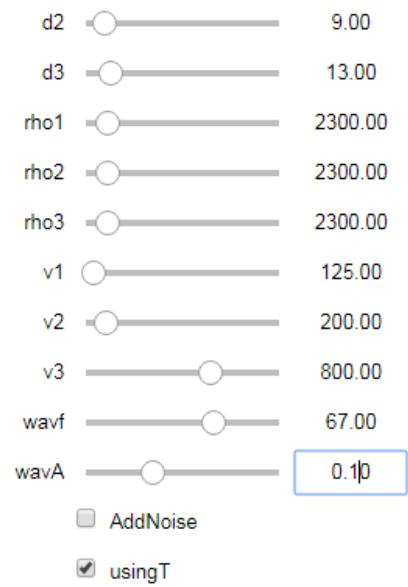 d2 9.00
d3 13.00
rho1 2300.00
rho2 2300.00
rho3 2300.00
v1 125.00
v2 200.00
v3 800.00
wavf 67.00
wavA 0.10
AddNoise
usingT